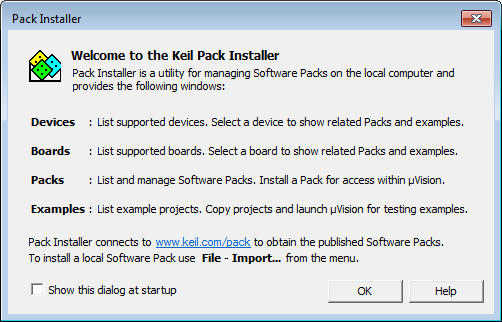 Pack Installer
Welcome to the Keil Pack Installer
Pack Installer is a utility for managing Software Packs on the local computer and
provides the following windows:
Devices : List supported devices. Select a device to show related Packs and examples.
Boards : List supported boards. Select a board to show related Packs and examples.
Packs : List and manage Software Packs. Install a Pack for access within µVision.
Examples : List example projects. Copy projects and launch µVision for testing examples.
Pack Installer connects to www.keil.com/pack to obtain the published Software Packs.
To install a local Software Pack use File - Import... from the menu.
Show this dialog at startup
OK
Help